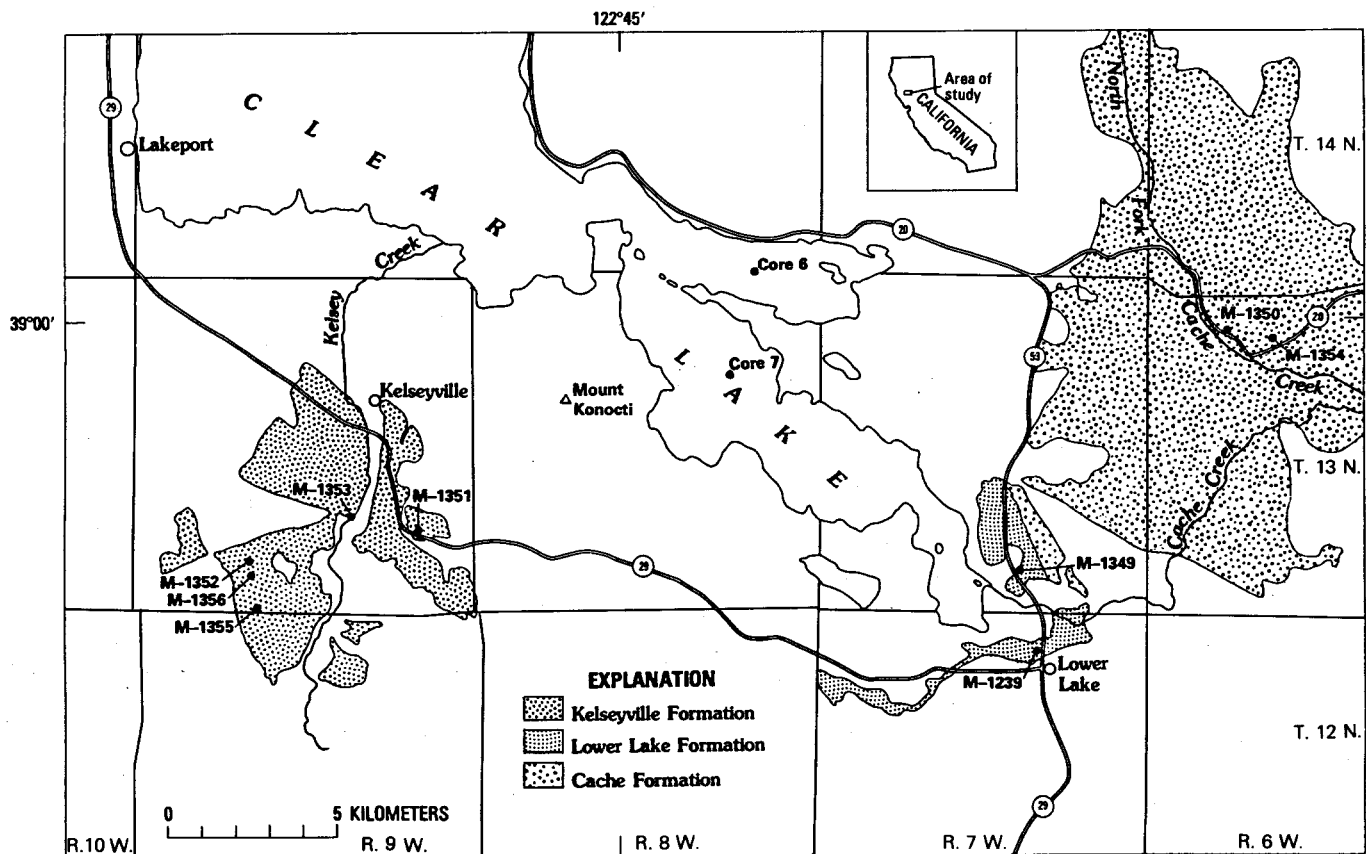 122°45′
29
Lakeport
C L E A R
Area of study
CALIFORNIA
North
Fork
T. 14 N.
20
Kelsey
Creek
Core 6
39°00′
Cache
M–1350
20
M–1354
Creek
53
Core 7
L A K E
Kelseyville
Mount Konocti
Cache Creek
T. 13 N.
M–1353
M–1351
M–1352
M–1356
M–1355
29
M–1349
M–1239
Lower Lake
EXPLANATION
Kelseyville Formation
Lower Lake Formation
Cache Formation
T. 12 N.
0 5 KILOMETERS
29
R.10 W.
R. 9 W.
R. 8 W.
R. 7 W.
R. 6 W.